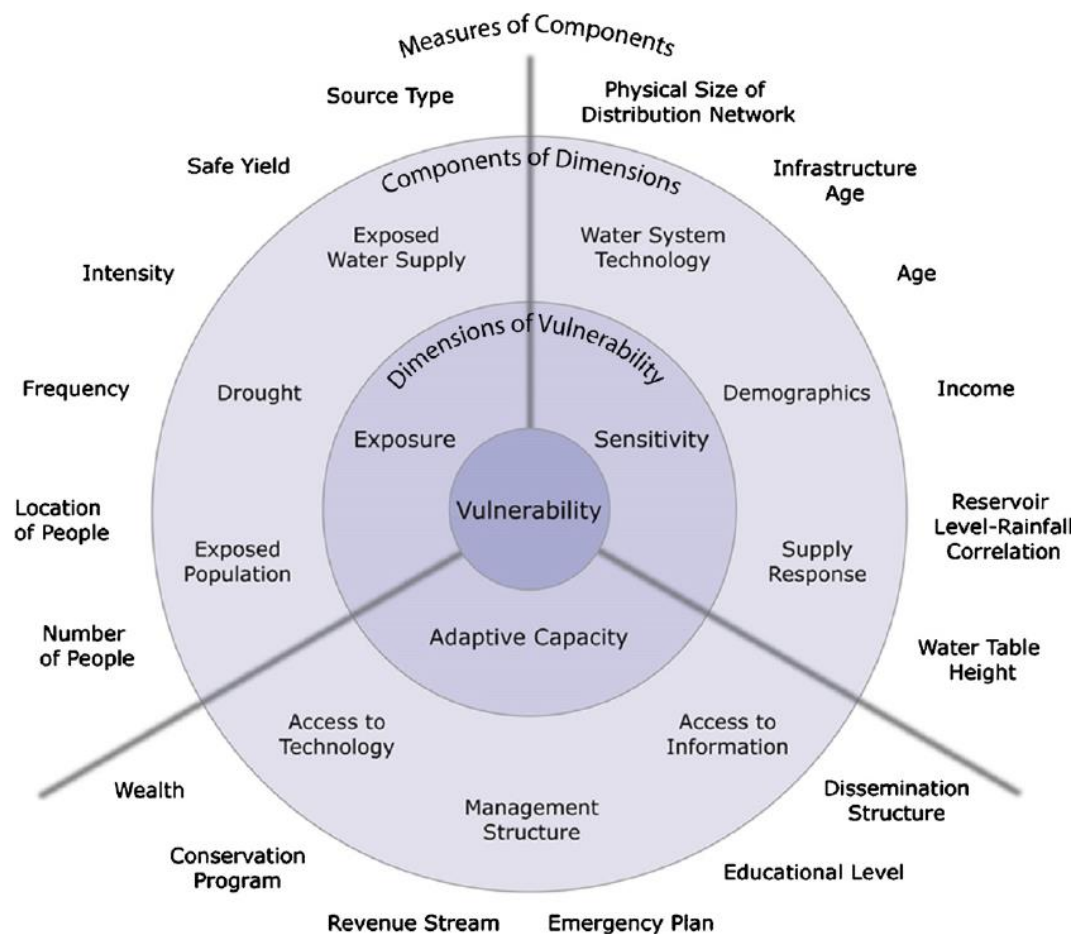 Measures of Components
Source Type
Physical Size of
Distribution Network
Safe Yield
Components of Dimensions
Infrastructure
Age
Exposed
Water Supply
Water System
Technology
Intensity
Age
Dimensions of Vulnerability
Frequency
Drought
Demographics
Income
Exposure
Sensitivity
Location
of People
Vulnerability
Reservoir
Level-Rainfall
Correlation
Exposed
Population
Supply
Response
Number
of People
Adaptive Capacity
Water Table
Height
Access to
Technology
Access to
Information
Wealth
Management
Structure
Dissemination
Structure
Conservation
Program
Educational Level
Revenue Stream
Emergency Plan